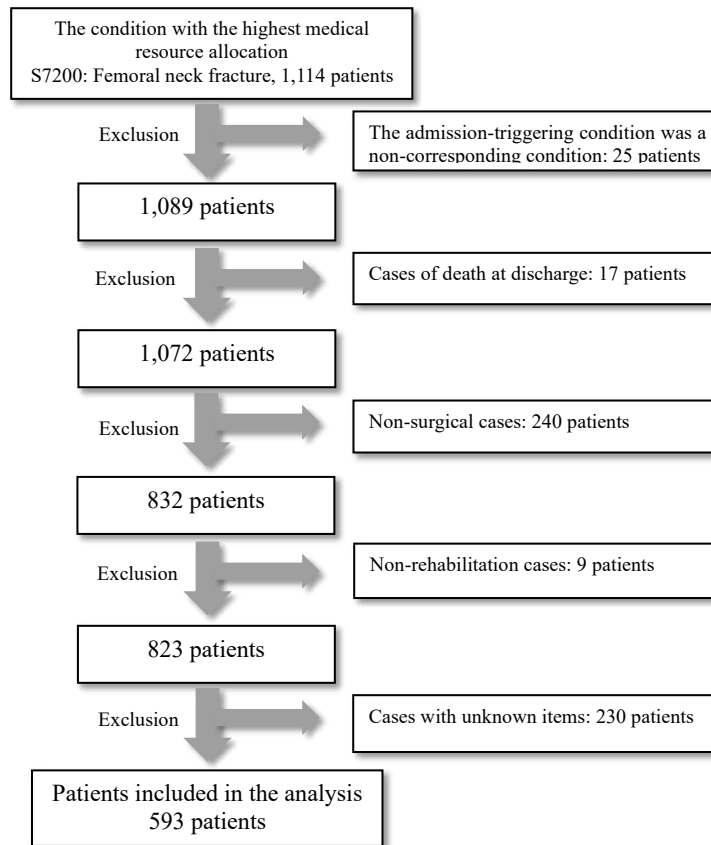 The condition with the highest medical
resource allocation
S7200: Femoral neck fracture, 1,114 patients
Exclusion
The admission-triggering condition was a
non-corresponding condition: 25 patients
1,089 patients
Exclusion
Cases of death at discharge: 17 patients
1,072 patients
Exclusion
Non-surgical cases: 240 patients
832 patients
Exclusion
Non-rehabilitation cases: 9 patients
823 patients
Exclusion
Cases with unknown items: 230 patients
Patients included in the analysis
593 patients